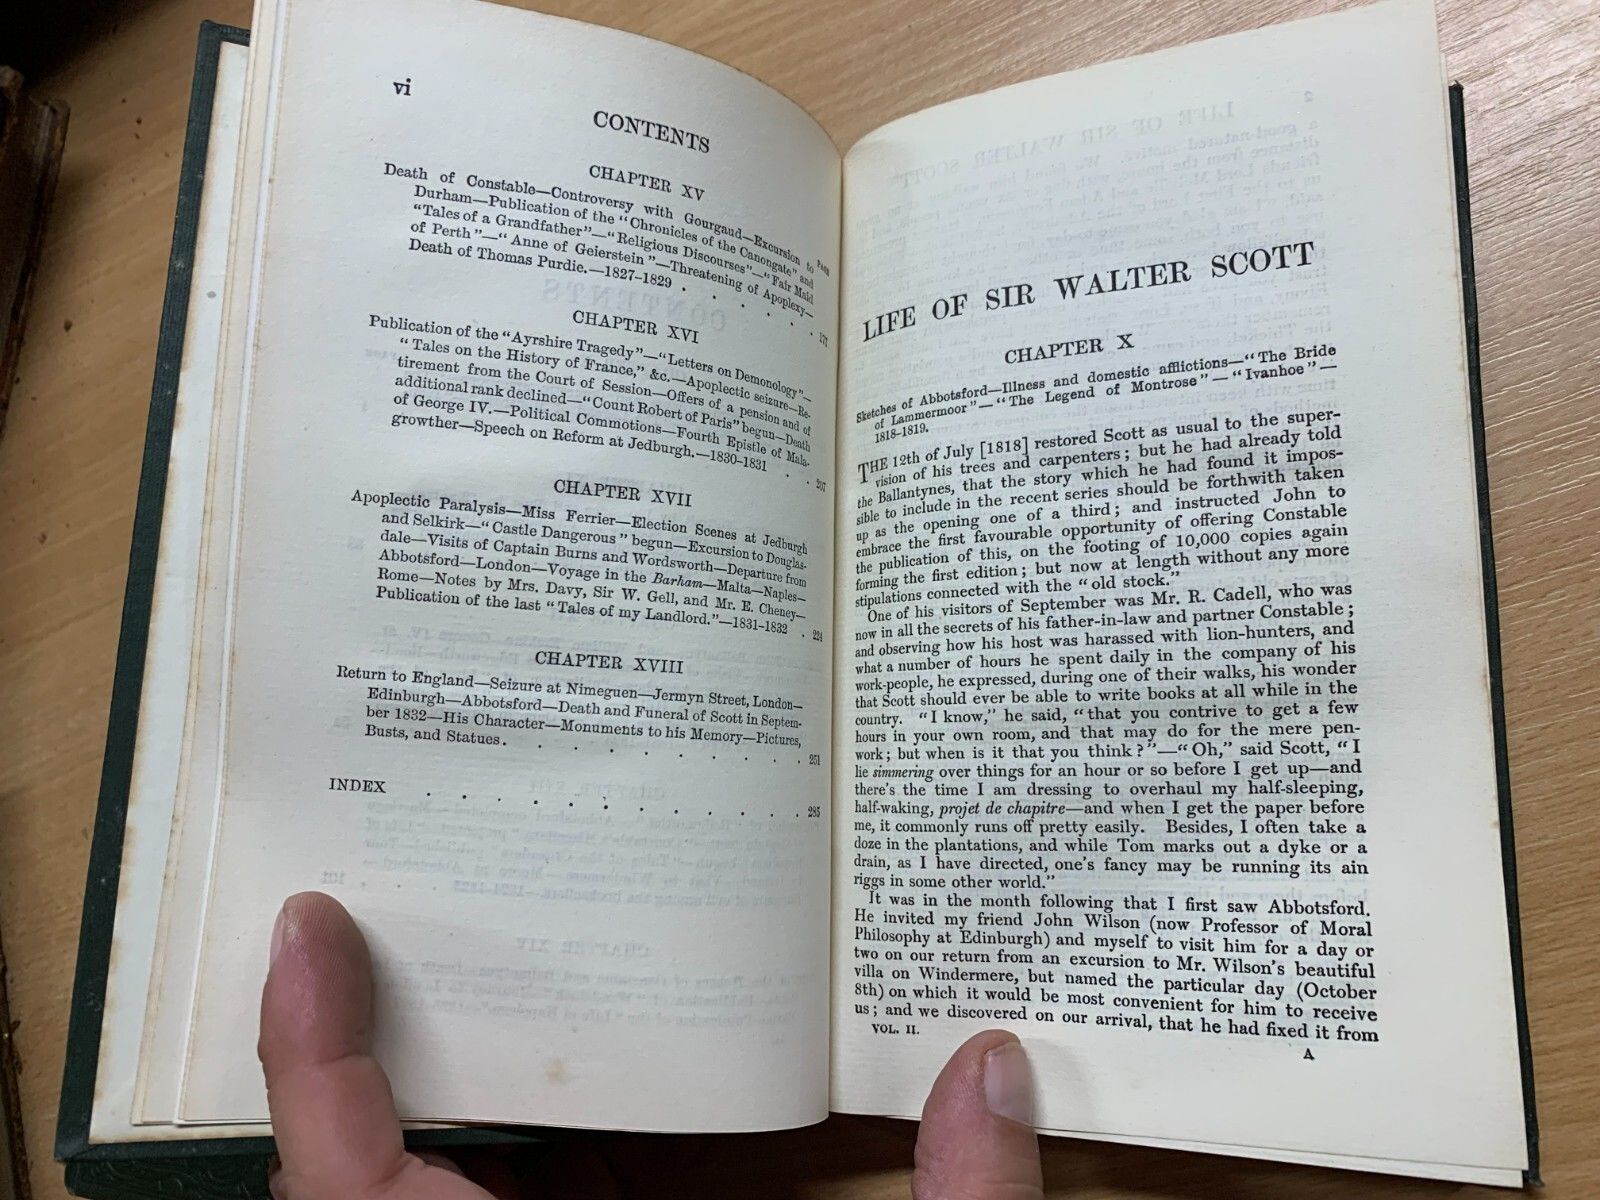 vi
CONTENTS
CHAPTER XV
PAGE
Death of Constable—Controversy with Gourgaud—Excursion to
Durham—Publication of the "Chronicles of the Canongate" and
"Tales of a Grandfather"—"Religious Discourses"—"Fair Maid
of Perth"—"Anne of Geierstein"—Threatening of Apoplexy—
Death of Thomas Purdie.—1827-1829 . . . . . . 177
CHAPTER XVI
Publication of the "Ayrshire Tragedy"—"Letters on Demonology"—
"Tales on the History of France," &c.—Apoplectic seizure—Re-
tirement from the Court of Session—Offers of a pension and of
additional rank declined—"Count Robert of Paris" begun—Death
of George IV.—Political Commotions—Fourth Epistle of Mala-
growther—Speech on Reform at Jedburgh.—1830-1831 . . 207
CHAPTER XVII
Apoplectic Paralysis—Miss Ferrier—Election Scenes at Jedburgh
and Selkirk—"Castle Dangerous" begun—Excursion to Douglas-
dale—Visits of Captain Burns and Wordsworth—Departure from
Abbotsford—London—Voyage in the Barham—Malta—Naples—
Rome—Notes by Mrs. Davy, Sir W. Gell, and Mr. E. Cheney—
Publication of the last "Tales of my Landlord."—1831-1832 . 224
CHAPTER XVIII
Return to England—Seizure at Nimeguen—Jermyn Street, London—
Edinburgh—Abbotsford—Death and Funeral of Scott in Septem-
ber 1832—His Character—Monuments to his Memory—Pictures,
Busts, and Statues . . . . . . . . . 251
INDEX . . . . . . . . . . 285
LIFE OF SIR WALTER SCOTT
CHAPTER X
Sketches of Abbotsford—Illness and domestic afflictions—"The Bride
of Lammermoor"—"The Legend of Montrose"—"Ivanhoe"—
1818-1819.
THE 12th of July [1818] restored Scott as usual to the super-
vision of his trees and carpenters; but he had already told
the Ballantynes, that the story which he had found it impos-
sible to include in the recent series should be forthwith taken
up as the opening one of a third; and instructed John to
embrace the first favourable opportunity of offering Constable
the publication of this, on the footing of 10,000 copies again
forming the first edition; but now at length without any more
stipulations connected with the "old stock."
One of his visitors of September was Mr. R. Cadell, who was
now in all the secrets of his father-in-law and partner Constable;
and observing how his host was harassed with lion-hunters, and
what a number of hours he spent daily in the company of his
work-people, he expressed, during one of their walks, his wonder
that Scott should ever be able to write books at all while in the
country. "I know," he said, "that you contrive to get a few
hours in your own room, and that may do for the mere pen-
work; but when is it that you think?"—"Oh," said Scott, "I
lie simmering over things for an hour or so before I get up—and
there's the time I am dressing to overhaul my half-sleeping,
half-waking, projet de chapitre—and when I get the paper before
me, it commonly runs off pretty easily. Besides, I often take a
doze in the plantations, and while Tom marks out a dyke or a
drain, as I have directed, one's fancy may be running its ain
riggs in some other world."
It was in the month following that I first saw Abbotsford.
He invited my friend John Wilson (now Professor of Moral
Philosophy at Edinburgh) and myself to visit him for a day or
two on our return from an excursion to Mr. Wilson's beautiful
villa on Windermere, but named the particular day (October
8th) on which it would be most convenient for him to receive
us; and we discovered on our arrival, that he had fixed it from
VOL. II.
A